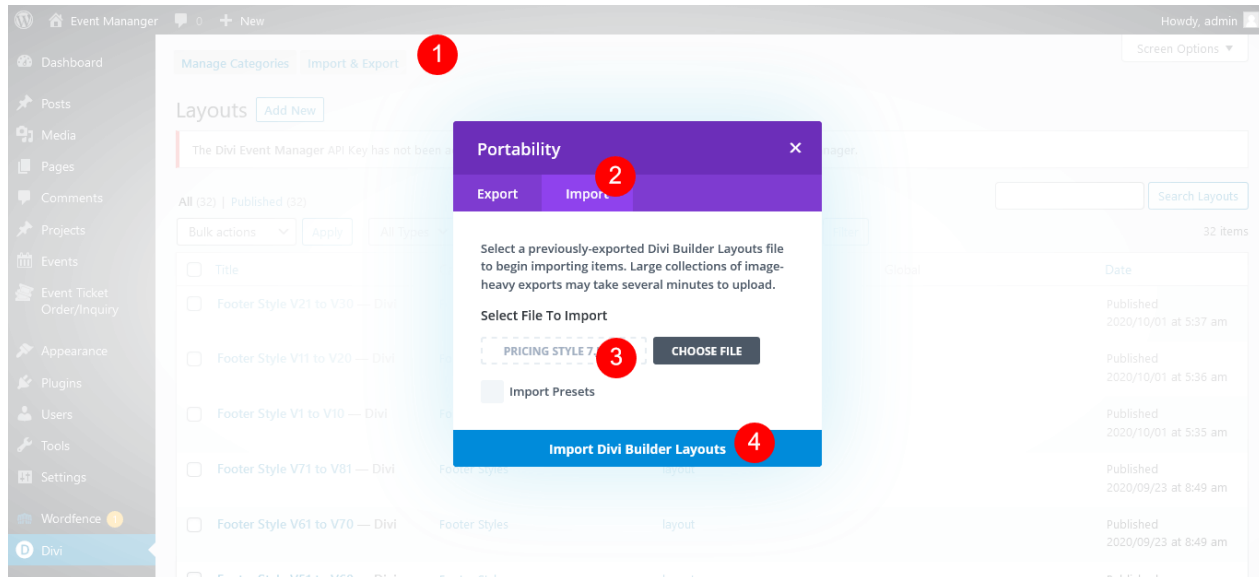 Event Mananger 0 + New Howdy, admin
Dashboard
Posts
Media
Pages
Comments
Projects
Events
Event Ticket
Order/Inquiry
Appearance
Plugins
Users
Tools
Settings
Wordfence 1
Divi
Manage Categories Import & Export
1
Screen Options
Layouts Add New
The Divi Event Manager API Key has not been
All (32) | Published (32)
Search Layouts
Bulk actions Apply All Types
32 items
Title Global Date
Footer Style V21 to V30 — Divi
Published
2020/10/01 at 5:37 am
Footer Style V11 to V20 — Divi
Published
2020/10/01 at 5:36 am
Footer Style V1 to V10 — Divi
Published
2020/10/01 at 5:35 am
Footer Style V71 to V81 — Divi Footer Styles layout
Published
2020/09/23 at 8:49 am
Footer Style V61 to V70 — Divi Footer Styles layout
Published
2020/09/23 at 8:49 am
Portability
2
Export Import
Select a previously-exported Divi Builder Layouts file
to begin importing items. Large collections of image-
heavy exports may take several minutes to upload.
Select File To Import
PRICING STYLE 7. 3 CHOOSE FILE
Import Presets
Import Divi Builder Layouts 4